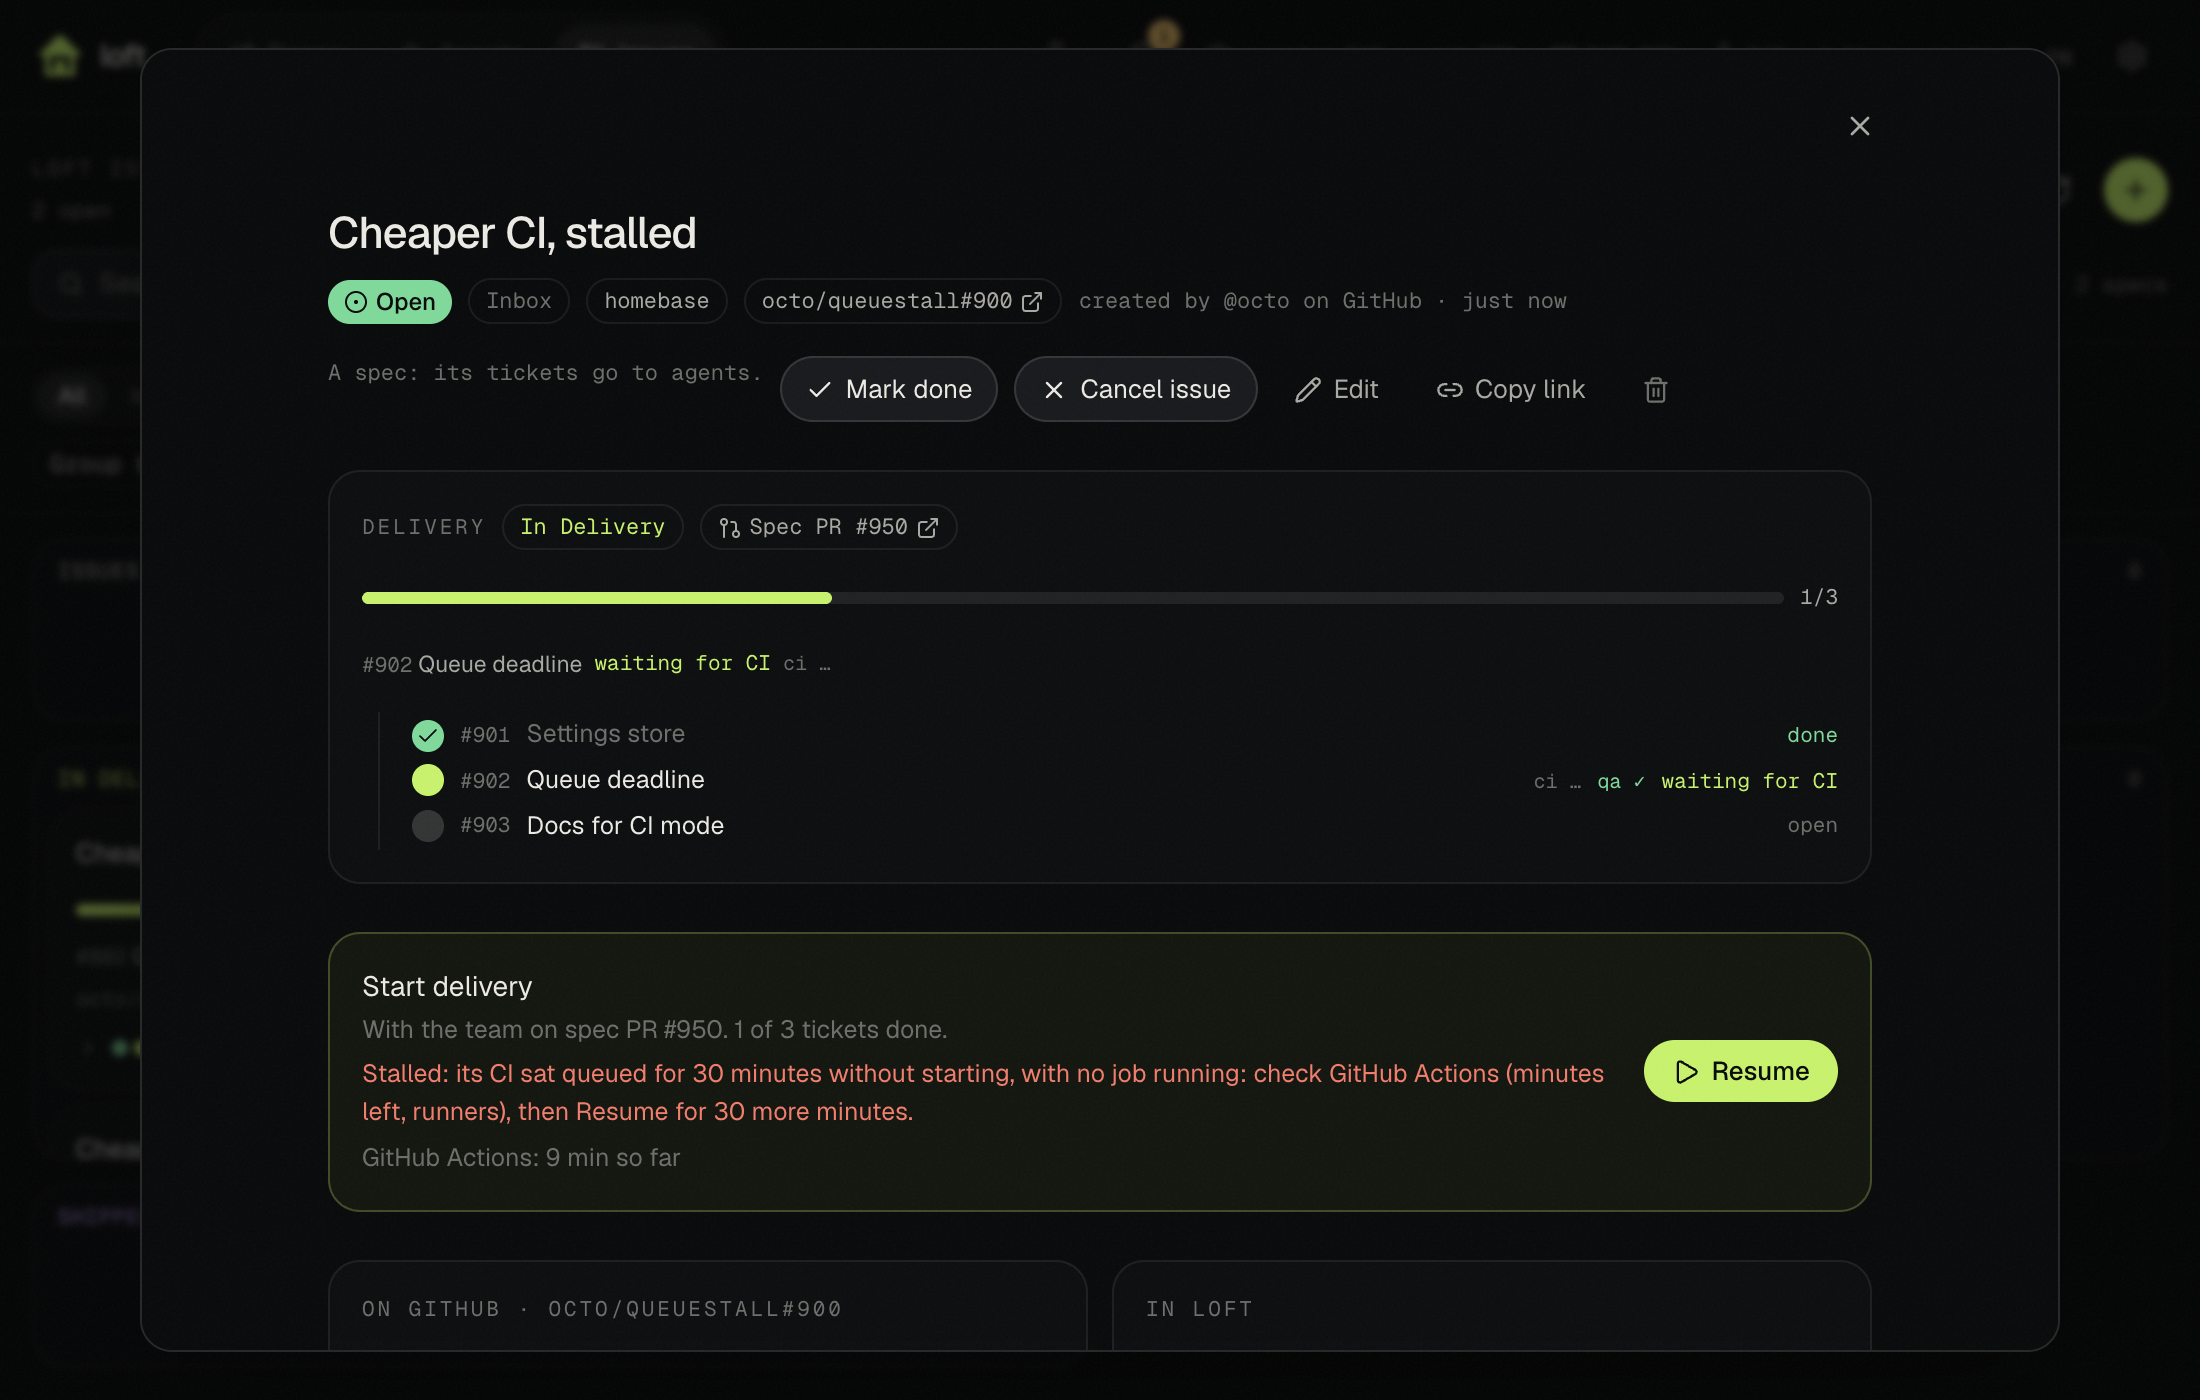 loft
Cheaper CI, stalled
Open Inbox homebase octo/queuestall#900 created by @octo on GitHub · just now
A spec: its tickets go to agents. Mark done Cancel issue Edit Copy link
DELIVERY In Delivery Spec PR #950
1/3
#902 Queue deadline waiting for CI ci …
#901 Settings store done
#902 Queue deadline ci … qa ✓ waiting for CI
#903 Docs for CI mode open
Start delivery
With the team on spec PR #950. 1 of 3 tickets done.
Stalled: its CI sat queued for 30 minutes without starting, with no job running: check GitHub Actions (minutes
left, runners), then Resume for 30 more minutes.
Resume
GitHub Actions: 9 min so far
ON GITHUB · OCTO/QUEUESTALL#900
IN LOFT
2 open
All
2 specs